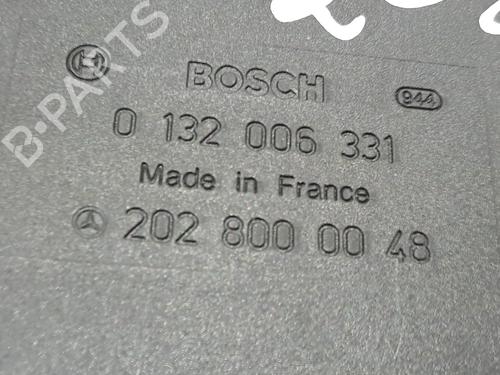 BOSCH 944
0 132 006 331
Made in France
202 800 00 48
B-PARTS